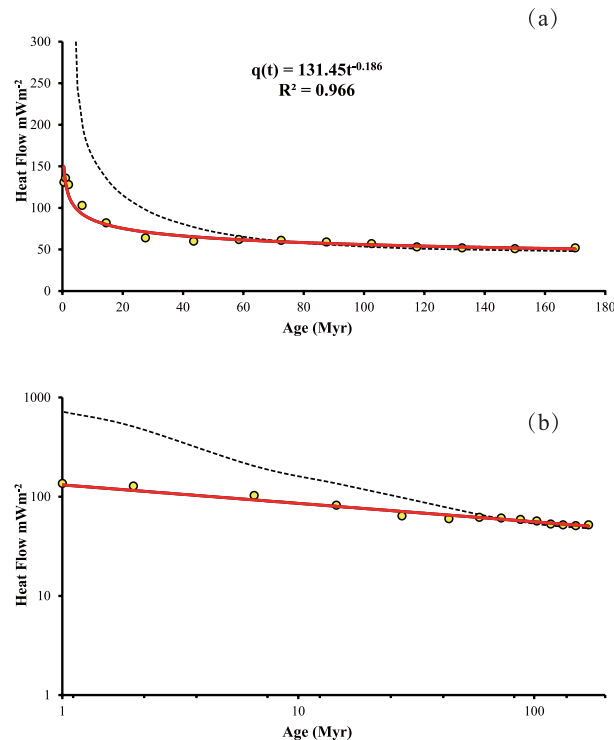 (a)
300
250
200
150
100
50
0
Heat Flow mWm⁻²
q(t) = 131.45t⁻⁰·¹⁸⁶
R² = 0.966
0 20 40 60 80 100 120 140 160 180
Age (Myr)
(b)
1000
100
10
1
Heat Flow mWm⁻²
1 10 100
Age (Myr)